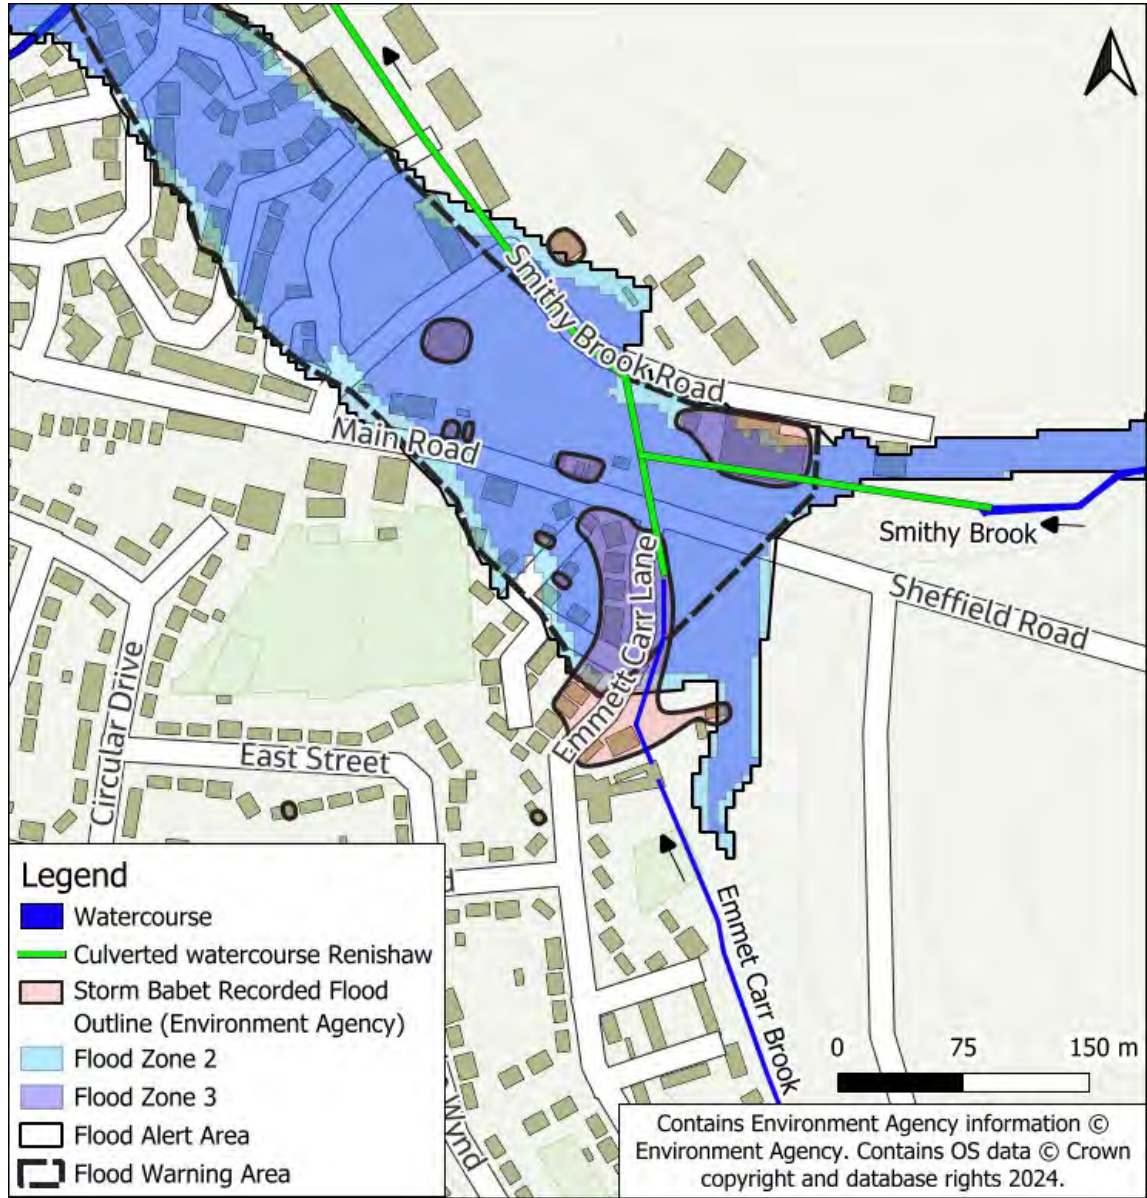 Smithy Brook Road
Main Road
Smithy Brook
Sheffield Road
Emmett Carr Lane
Circular Drive
East Street
Emmet Carr Brook
Wynd
Legend
Watercourse
Culverted watercourse Renishaw
Storm Babet Recorded Flood
Outline (Environment Agency)
Flood Zone 2
Flood Zone 3
Flood Alert Area
Flood Warning Area
0 75 150 m
Contains Environment Agency information ©
Environment Agency. Contains OS data © Crown
copyright and database rights 2024.